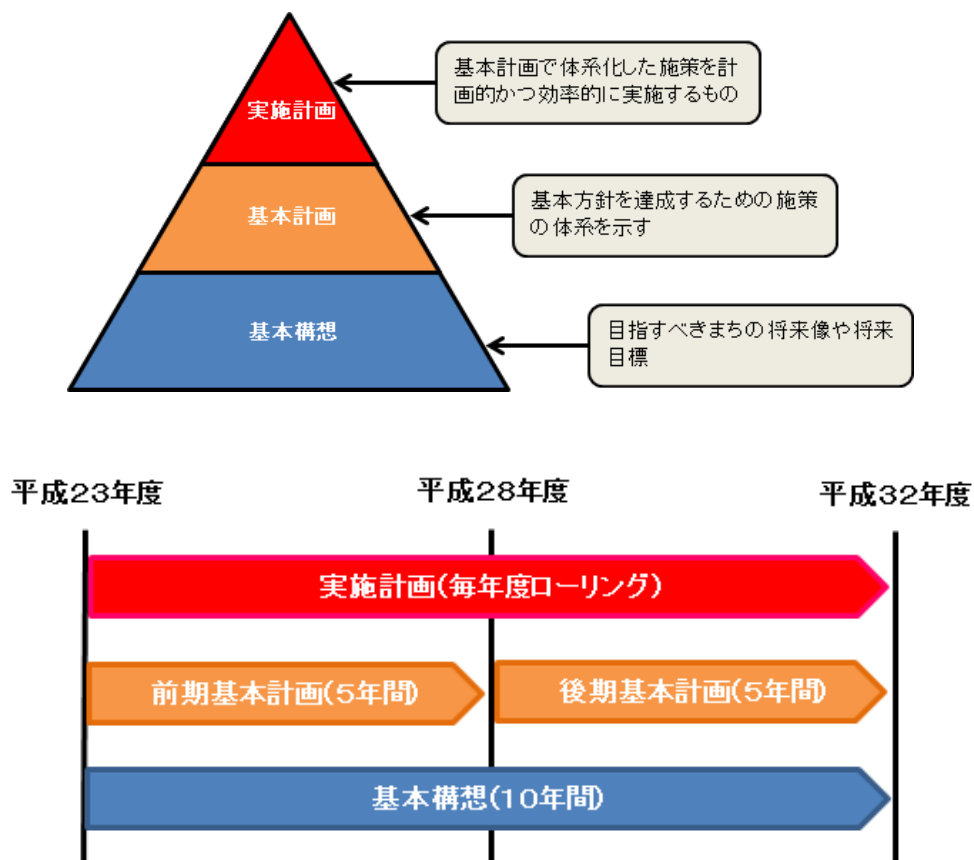 実施計画
基本計画で体系化した施策を計
画的かつ効率的に実施するもの
基本計画
基本方針を達成するための施策
の体系を示す
基本構想
目指すべきまちの将来像や将来
目標
平成23年度
平成28年度
平成32年度
実施計画(毎年度ローリング)
前期基本計画(5年間)
後期基本計画(5年間)
基本構想(10年間)